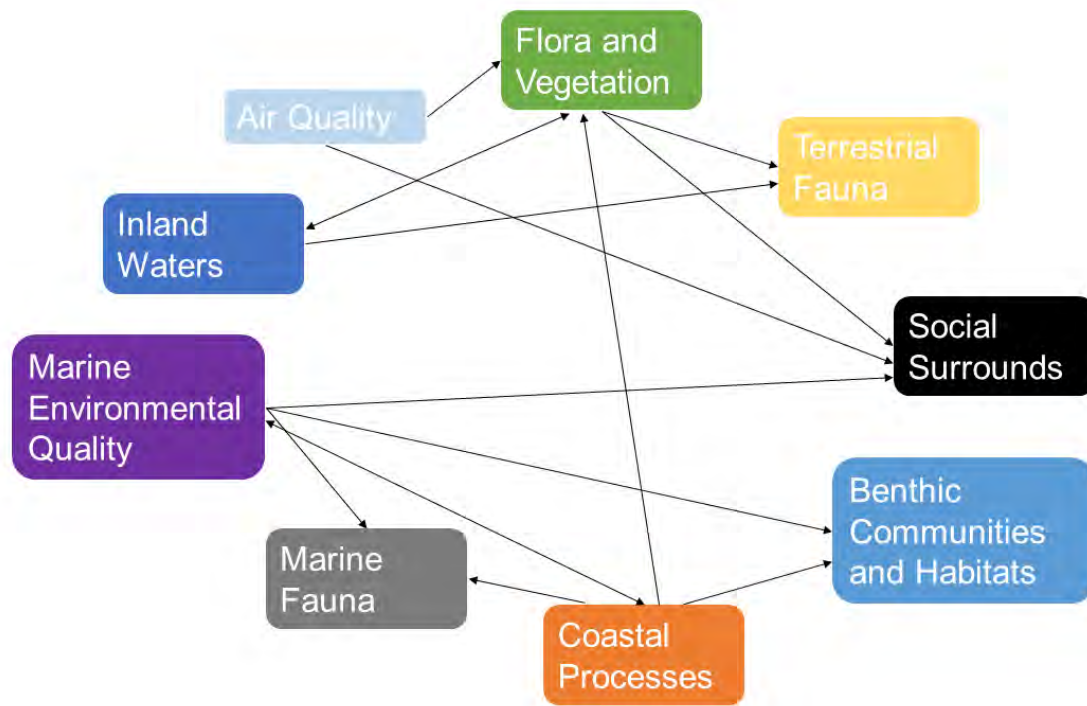 Flora and
Vegetation
Air Quality
Terrestrial
Fauna
Inland
Waters
Social
Surrounds
Marine
Environmental
Quality
Benthic
Communities
and Habitats
Marine
Fauna
Coastal
Processes